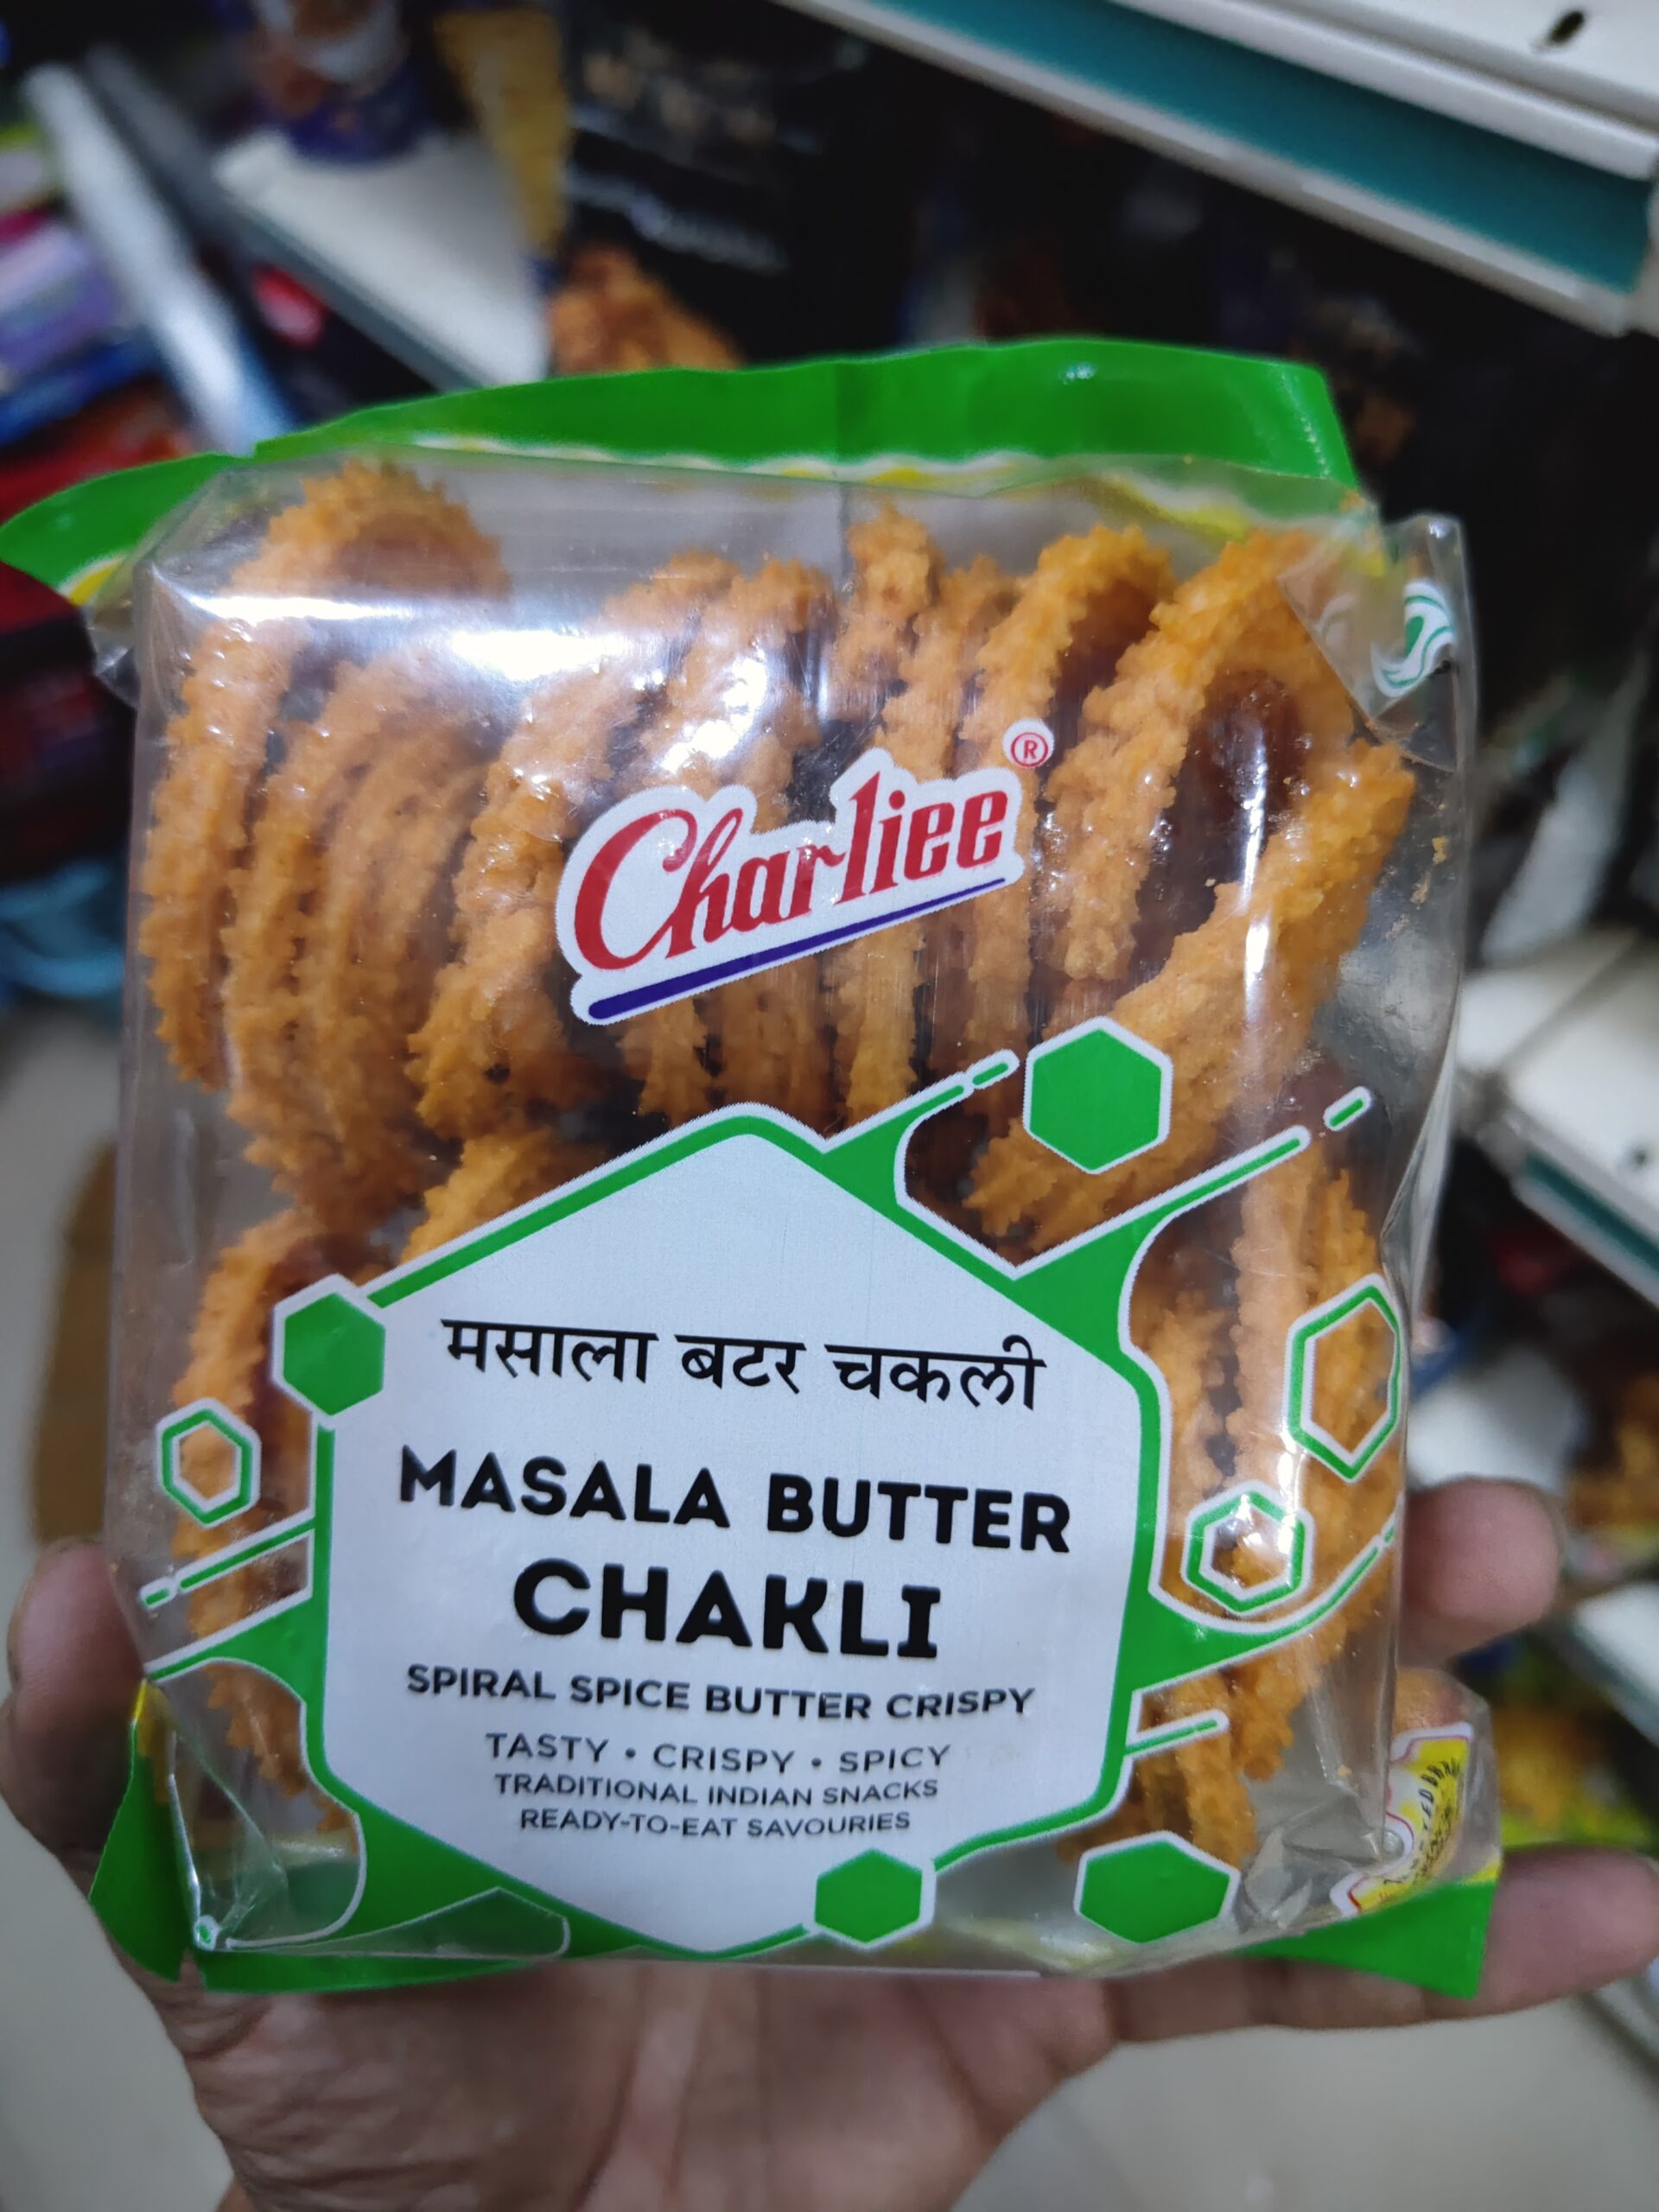 Charliee®
मसाला बटर चकली
MASALA BUTTER
CHAKLI
SPIRAL SPICE BUTTER CRISPY
TASTY • CRISPY • SPICY
TRADITIONAL INDIAN SNACKS
READY-TO-EAT SAVOURIES